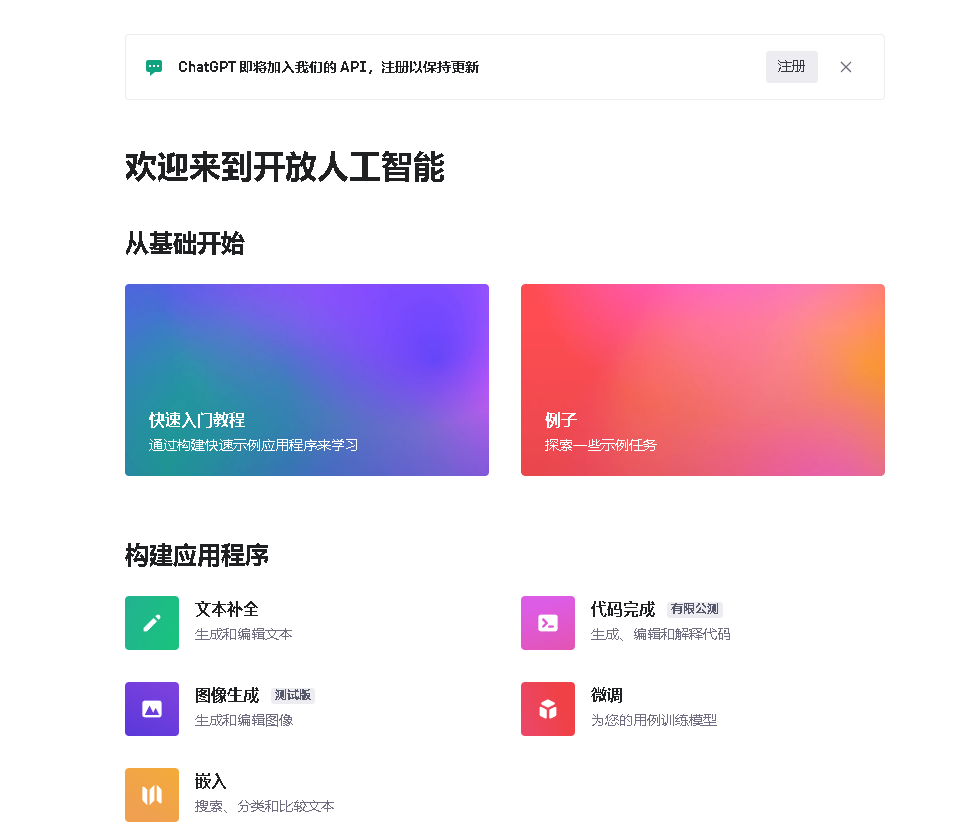 ChatGPT 即将加入我们的 API，注册以保持更新
注册
欢迎来到开放人工智能
从基础开始
快速入门教程
通过构建快速示例应用程序来学习
例子
探索一些示例任务
构建应用程序
文本补全
生成和编辑文本
代码完成 有限公测
生成、编辑和解释代码
图像生成 测试版
生成和编辑图像
微调
为您的用例训练模型
嵌入
搜索、分类和比较文本